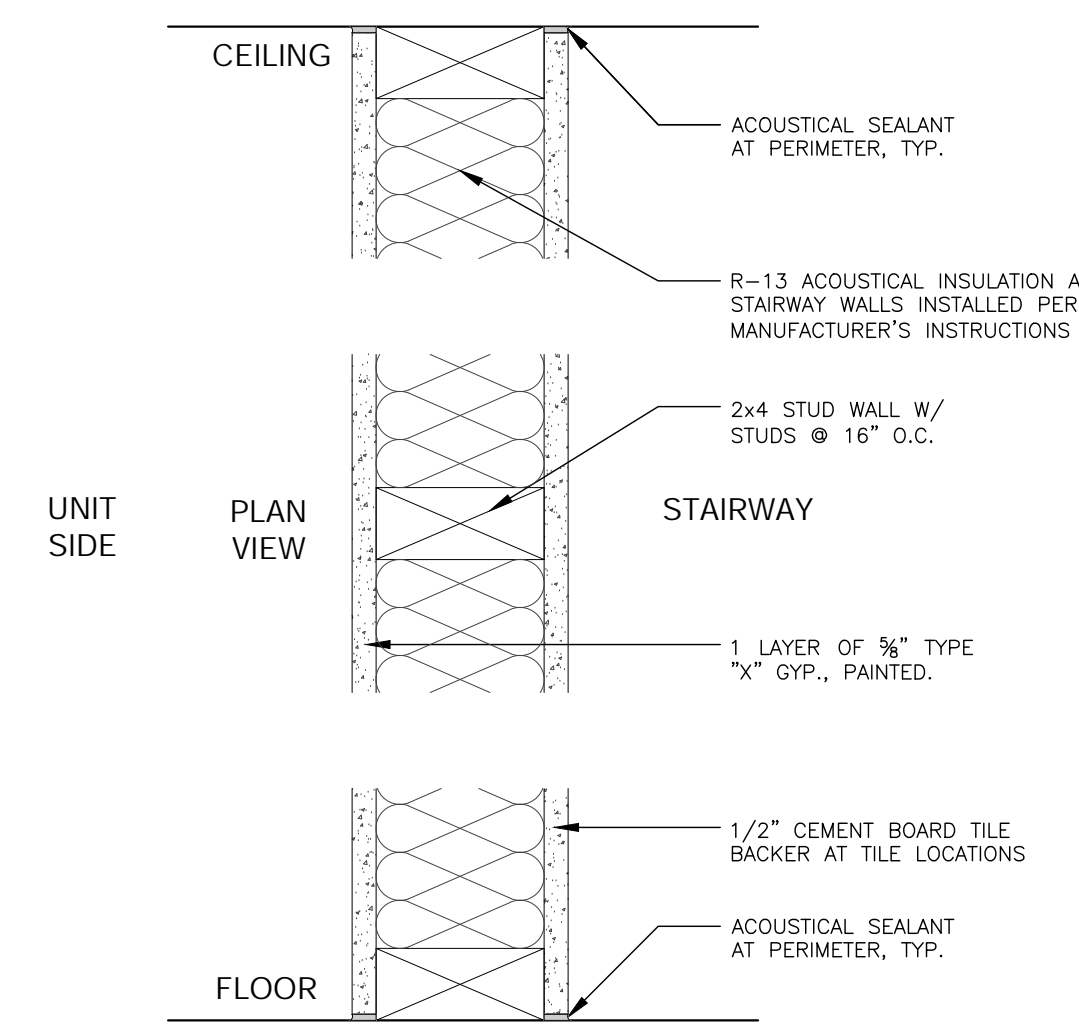 CEILING
ACOUSTICAL SEALANT
AT PERIMETER, TYP.
R-13 ACOUSTICAL INSULATION
STAIRWAY WALLS INSTALLED PER
MANUFACTURER'S INSTRUCTIONS
2x4 STUD WALL W/
STUDS @ 16" O.C.
UNIT
SIDE
PLAN
VIEW
STAIRWAY
1 LAYER OF ⅝" TYPE
"X" GYP., PAINTED.
1/2" CEMENT BOARD TILE
BACKER AT TILE LOCATIONS
ACOUSTICAL SEALANT
AT PERIMETER, TYP.
FLOOR